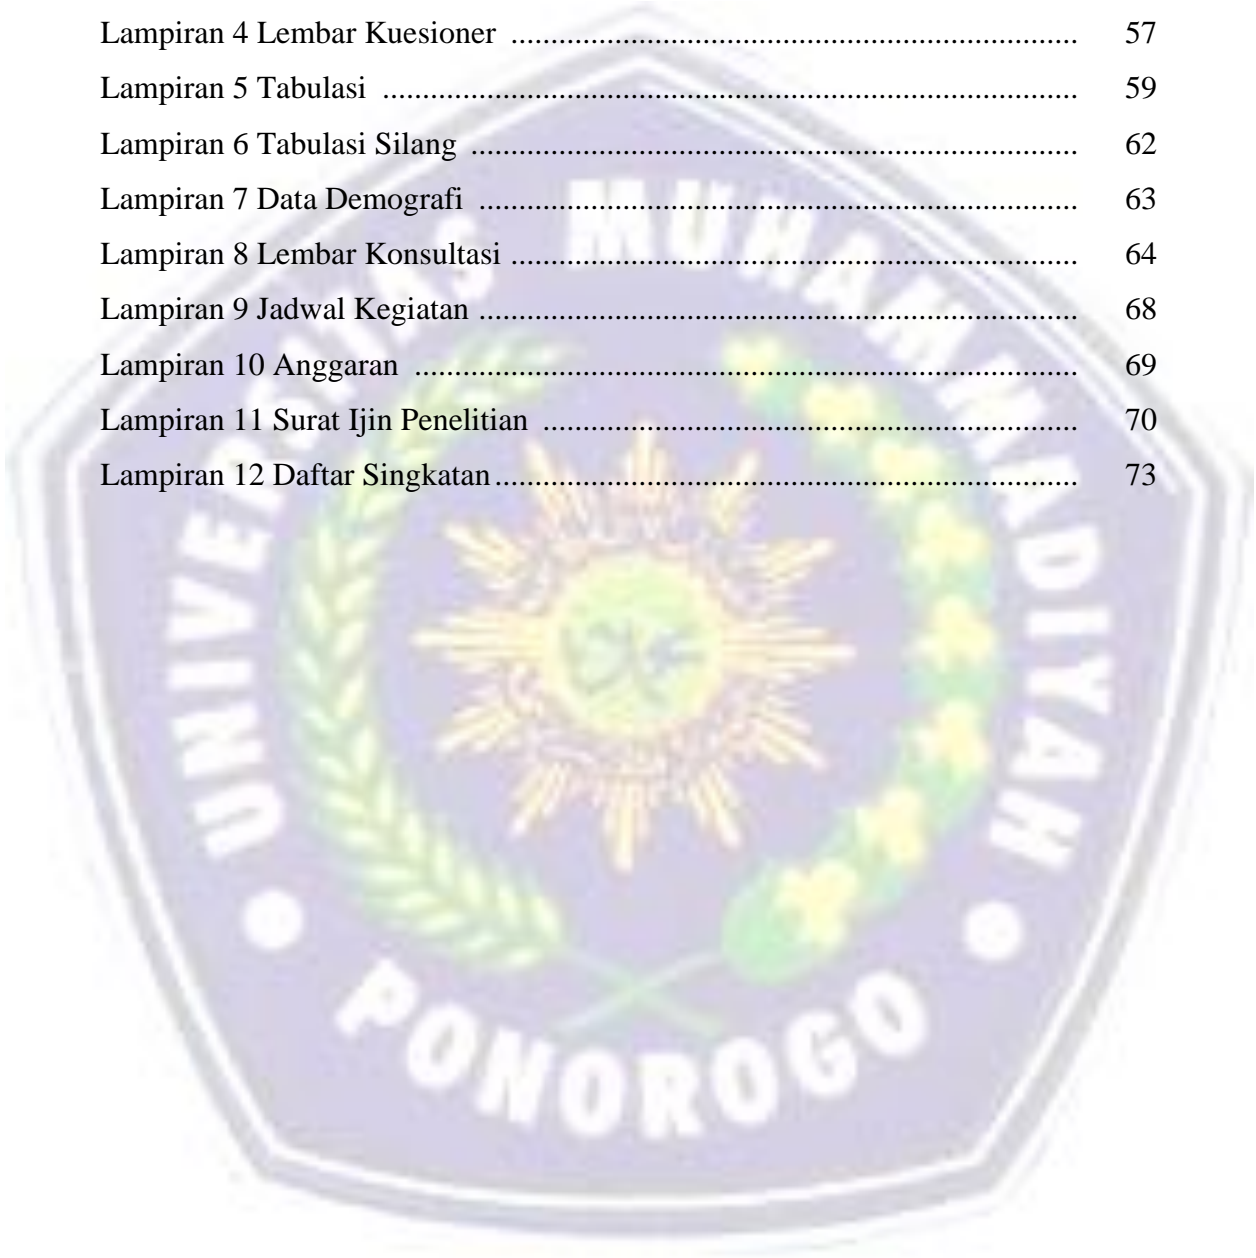 Lampiran 4 Lembar Kuesioner ........................................................................ 57
Lampiran 5 Tabulasi ........................................................................ 59
Lampiran 6 Tabulasi Silang ........................................................................ 62
Lampiran 7 Data Demografi ........................................................................ 63
Lampiran 8 Lembar Konsultasi ........................................................................ 64
Lampiran 9 Jadwal Kegiatan ........................................................................ 68
Lampiran 10 Anggaran ........................................................................ 69
Lampiran 11 Surat Ijin Penelitian ........................................................................ 70
Lampiran 12 Daftar Singkatan ........................................................................ 73
UNIVERSITAS MUHAMMADIYAH
PONOROGO